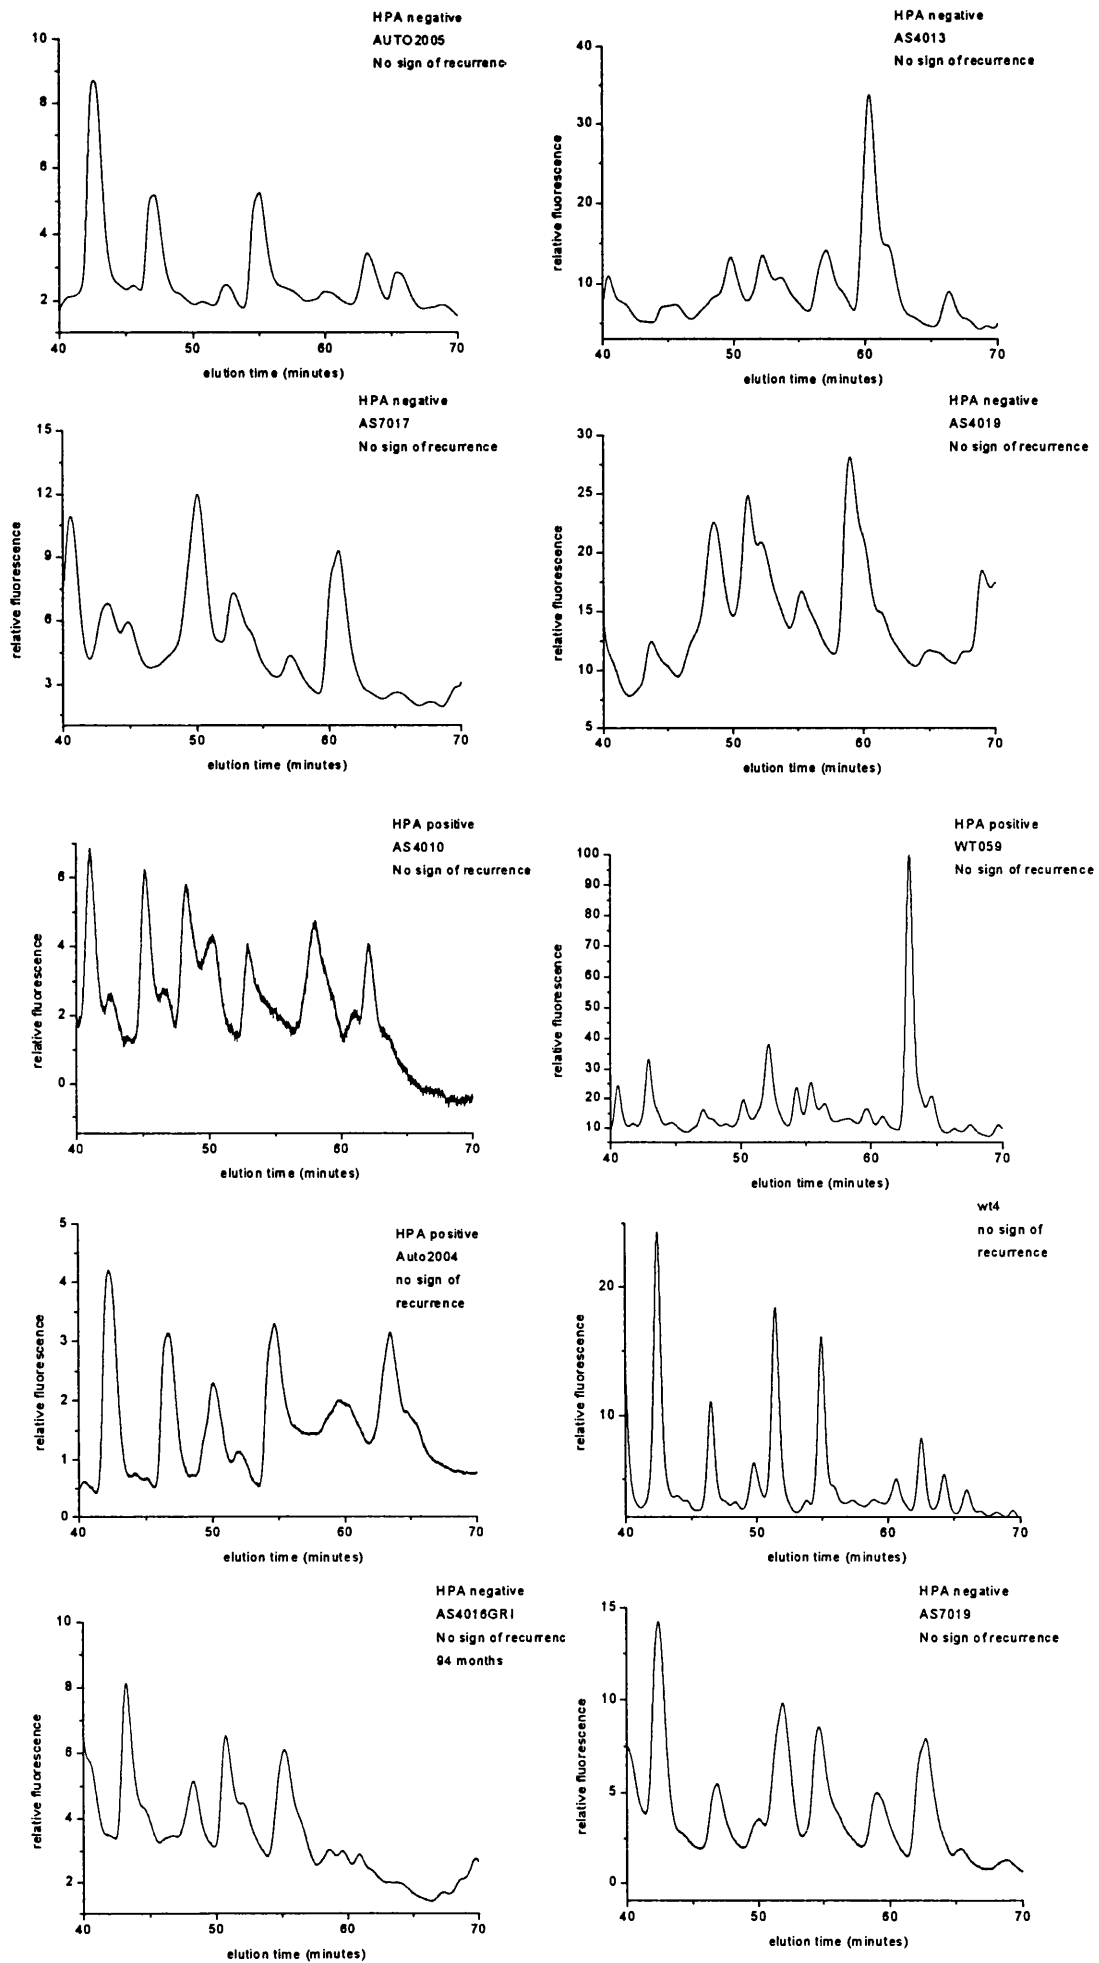 HPA negative
AUTO2005
No sign of recurrenc
10
8
6
4
2
40 50 60 70
elution time (minutes)
HPA negative
AS4013
No sign of recurrence
40
30
20
10
relative fluorescence
40 50 60 70
elution time (minutes)
HPA negative
AS7017
No sign of recurrence
15
12
9
6
3
relative fluorescence
40 50 60 70
elution time (minutes)
HPA negative
AS4019
No sign of recurrence
30
25
20
15
10
5
relative fluorescence
40 50 60 70
elution time (minutes)
HPA positive
AS4010
No sign of recurrence
6
4
2
0
relative fluorescence
40 50 60 70
elution time (minutes)
HPA positive
WT059
No sign of recurrence
100
90
80
70
60
50
40
30
20
10
relative fluorescence
40 50 60 70
elution time (minutes)
HPA positive
Auto2004
no sign of
recurrence
5
4
3
2
1
0
relative fluorescence
40 50 60 70
elution time (minutes)
wt4
no sign of
recurrence
20
10
relative fluorescence
40 50 60 70
elution time (minutes)
HPA negative
AS4016GRI
No sign of recurrenc
94 months
10
8
6
4
2
relative fluorescence
40 50 60 70
elution time (minutes)
HPA negative
AS7019
No sign of recurrence
15
10
5
0
relative fluorescence
40 50 60 70
elution time (minutes)